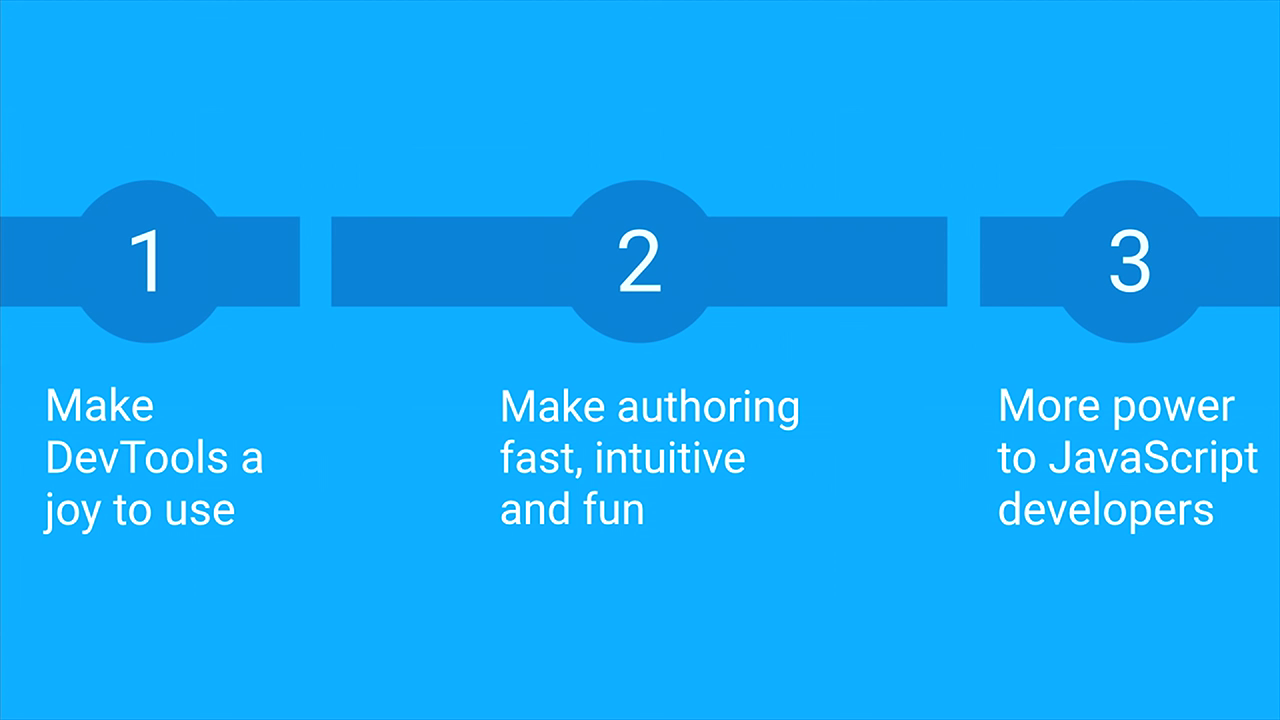 1
Make
DevTools a
joy to use
2
Make authoring
fast, intuitive
and fun
3
More power
to JavaScript
developers